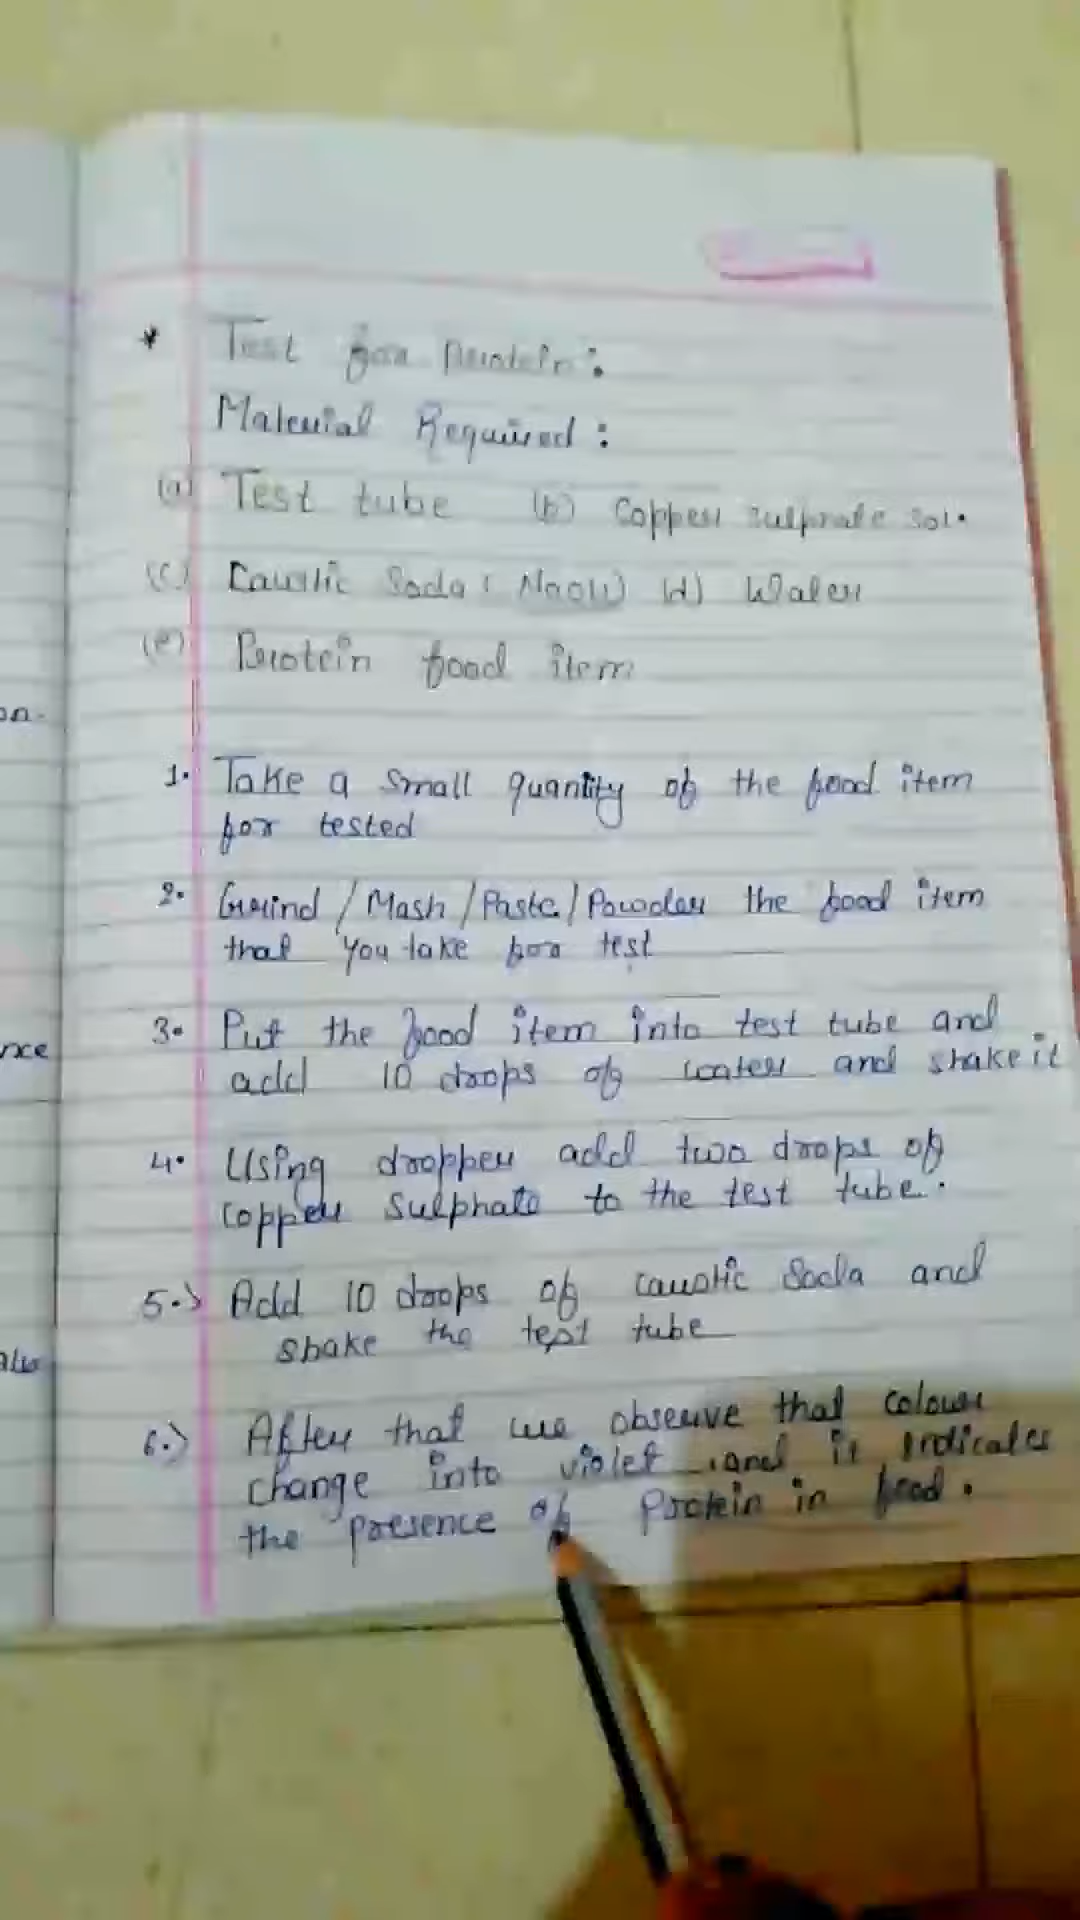 * Test for Protein:
Material Required:
(a) Test tube (b) Copper sulphate sol.
(c) Caustic Soda (NaOH) (d) Water
(e) Protein food item
on.
1. Take a small quantity of the food item
for tested
2. Grind / Mash / Paste / Powder the food item
that you take for test
3. Put the food item into test tube and
nce
add 10 drops of water and shake it
4. Using dropper add two drops of
copper sulphate to the test tube.
5.) Add 10 drops of caustic soda and
shake the test tube
6.) After that we observe that colour
change into violet and it indicates
the presence of Protein in food.